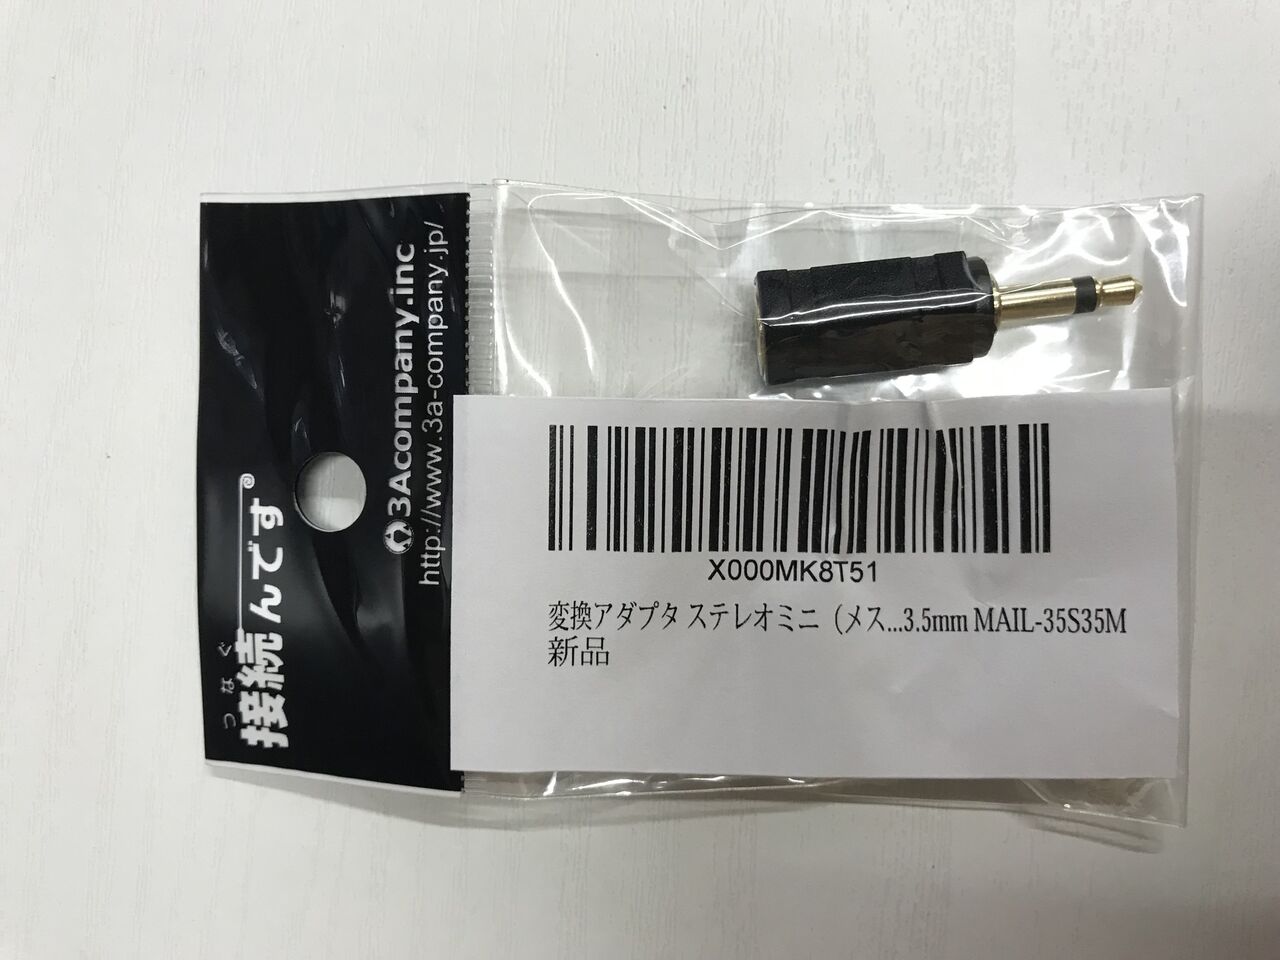 つなぐ
接続んです
3Acompany.inc
http://www.3a-company.jp/
X000MK8T51
変換アダプタ ステレオミニ（メス...3.5mm MAIL-35S35M
新品